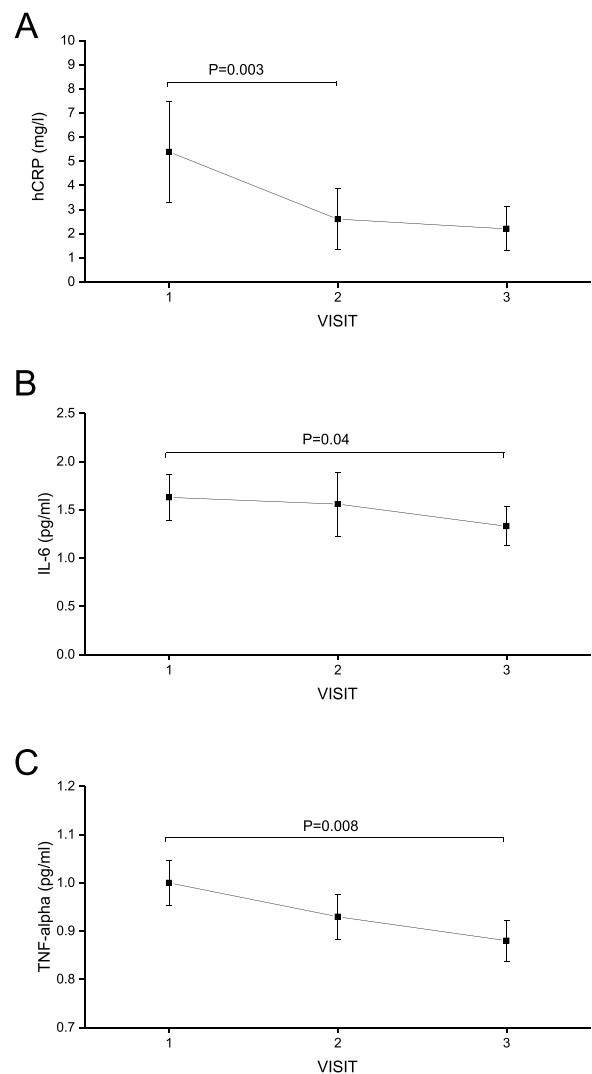 A
10
9
8
7
6
5
4
3
2
1
0
hCRP (mg/l)
P=0.003
1 2 3
VISIT
B
2.5
2.0
1.5
1.0
0.5
0.0
IL-6 (pg/ml)
P=0.04
1 2 3
VISIT
C
1.2
1.1
1.0
0.9
0.8
0.7
TNF-alpha (pg/ml)
P=0.008
1 2 3
VISIT